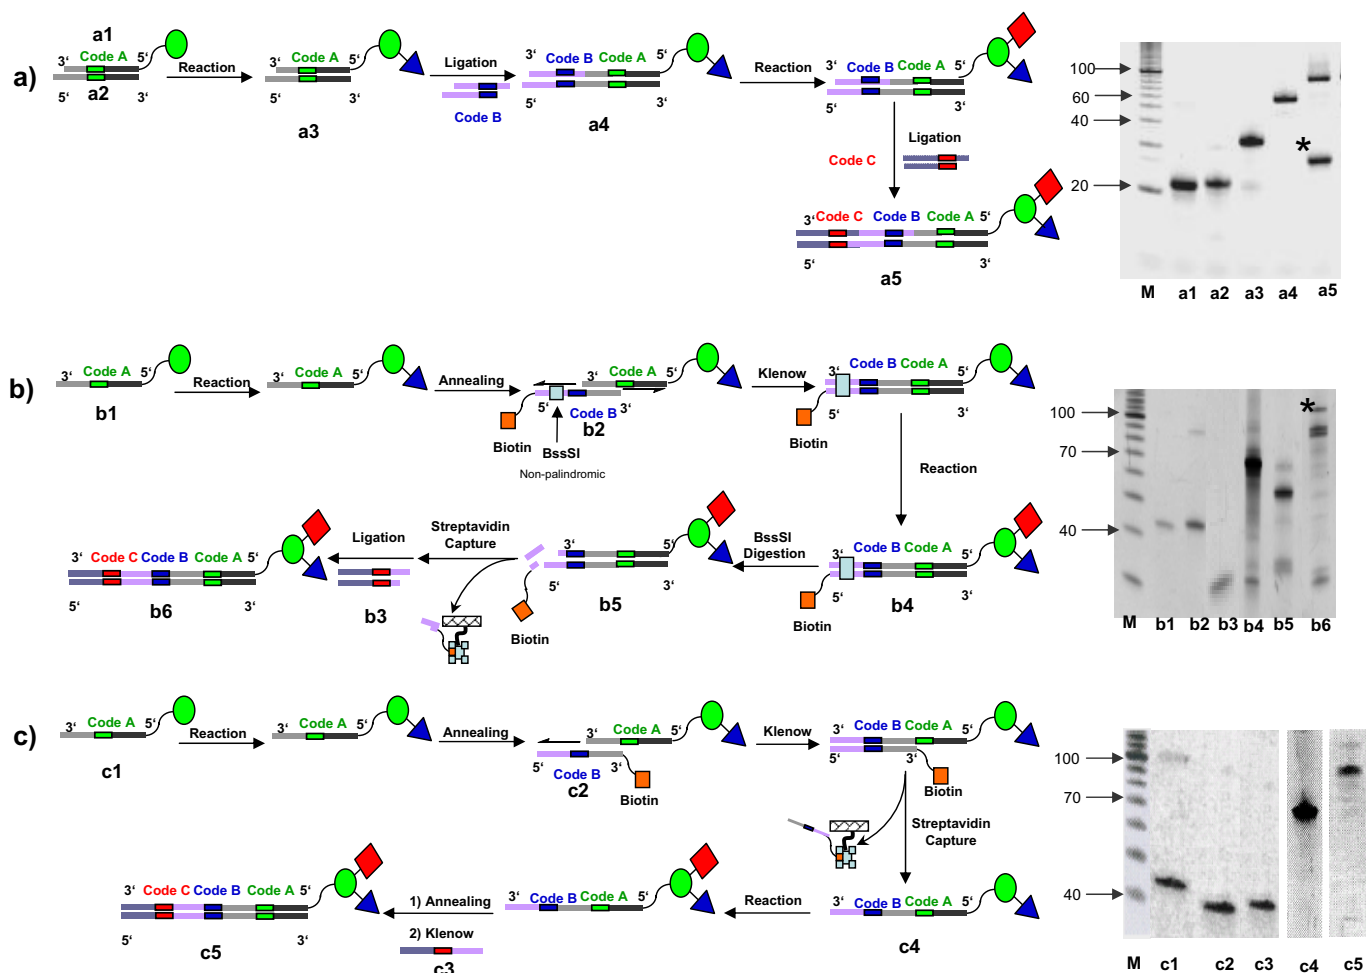 a1
3‘ Code A 5‘
a)
Reaction
5‘ a2 3‘
3‘ 5‘
5‘ 3‘
a3
Ligation
Code B
3‘ Code B Code A 5‘
5‘ 3‘
a4
Reaction
3‘ Code B Code A 5‘
5‘ 3‘
Code C Ligation
3‘ Code C Code B Code A 5‘
5‘ 3‘
a5
100
60
40
20
*
M a1 a2 a3 a4 a5
b)
3‘ Code A 5‘
b1
Reaction
3‘ Code A 5‘
Annealing
3‘ Code A 5‘
5‘ Code B 3‘
b2
Biotin
BssSI
Non-palindromic
Klenow
3‘ Code B Code A 5‘
5‘ 3‘
Biotin
Reaction
3‘ Code B Code A 5‘
5‘ 3‘
Biotin
b4
BssSI
Digestion
3‘ Code B Code A 5‘
5‘ 3‘
b5
Biotin
Streptavidin
Capture
Ligation
b3
3‘ Code C Code B Code A 5‘
5‘ 3‘
b6
100
70
40
*
M b1 b2 b3 b4 b5 b6
c)
3‘ Code A 5‘
c1
Reaction
3‘ Code A 5‘
Annealing
3‘ Code A 5‘
5‘ Code B 3‘
c2
Biotin
Klenow
3‘ Code B Code A 5‘
5‘ 3‘
Biotin
Streptavidin
Capture
3‘ Code B Code A 5‘
c4
Reaction
3‘ Code B Code A 5‘
1) Annealing
2) Klenow
c3
3‘ Code C Code B Code A 5‘
5‘ 3‘
c5
100
70
40
M c1 c2 c3 c4 c5